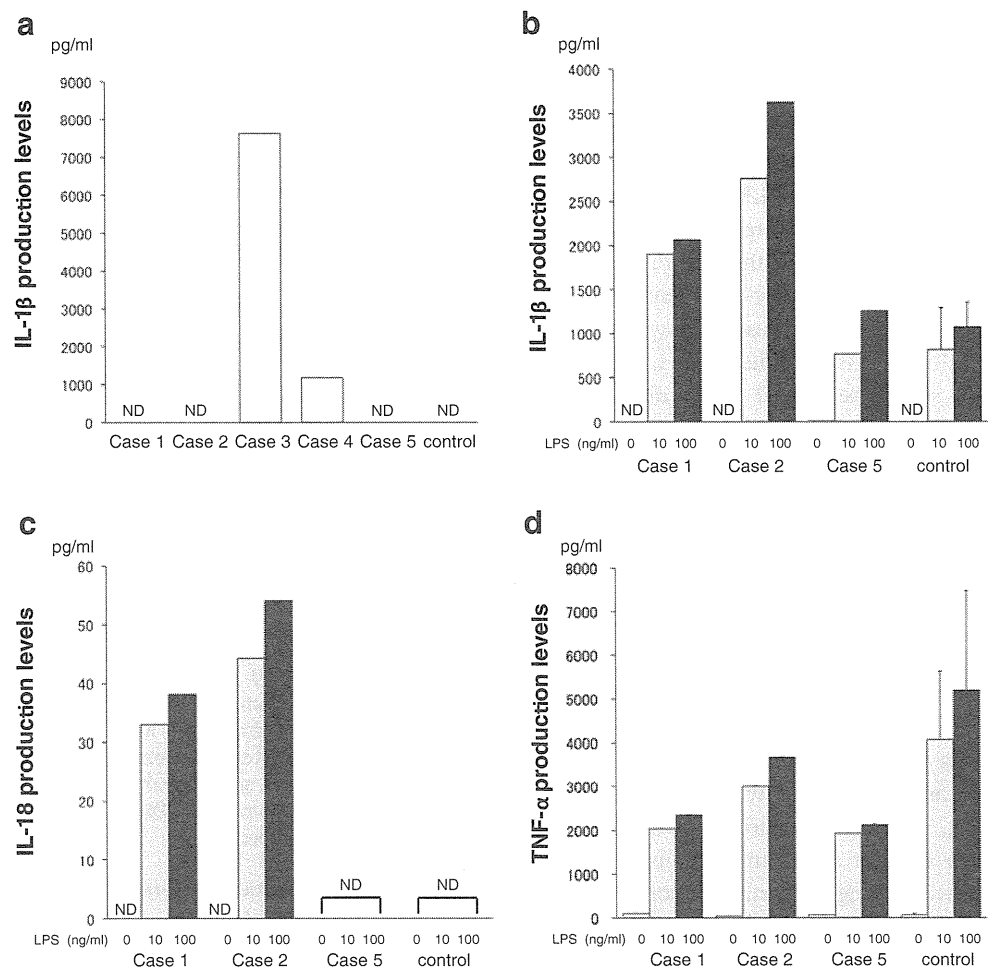 a
pg/ml
IL-1β production levels
9000
8000
7000
6000
5000
4000
3000
2000
1000
0
ND ND ND ND
Case 1 Case 2 Case 3 Case 4 Case 5 control
b
pg/ml
IL-1β production levels
4000
3500
3000
2500
2000
1500
1000
500
0
ND ND ND
LPS (ng/ml) 0 10 100 0 10 100 0 10 100 0 10 100
Case 1 Case 2 Case 5 control
c
pg/ml
IL-18 production levels
60
50
40
30
20
10
0
ND ND ND ND
LPS (ng/ml) 0 10 100 0 10 100 0 10 100 0 10 100
Case 1 Case 2 Case 5 control
d
pg/ml
TNF-α production levels
8000
7000
6000
5000
4000
3000
2000
1000
0
LPS (ng/ml) 0 10 100 0 10 100 0 10 100 0 10 100
Case 1 Case 2 Case 5 control